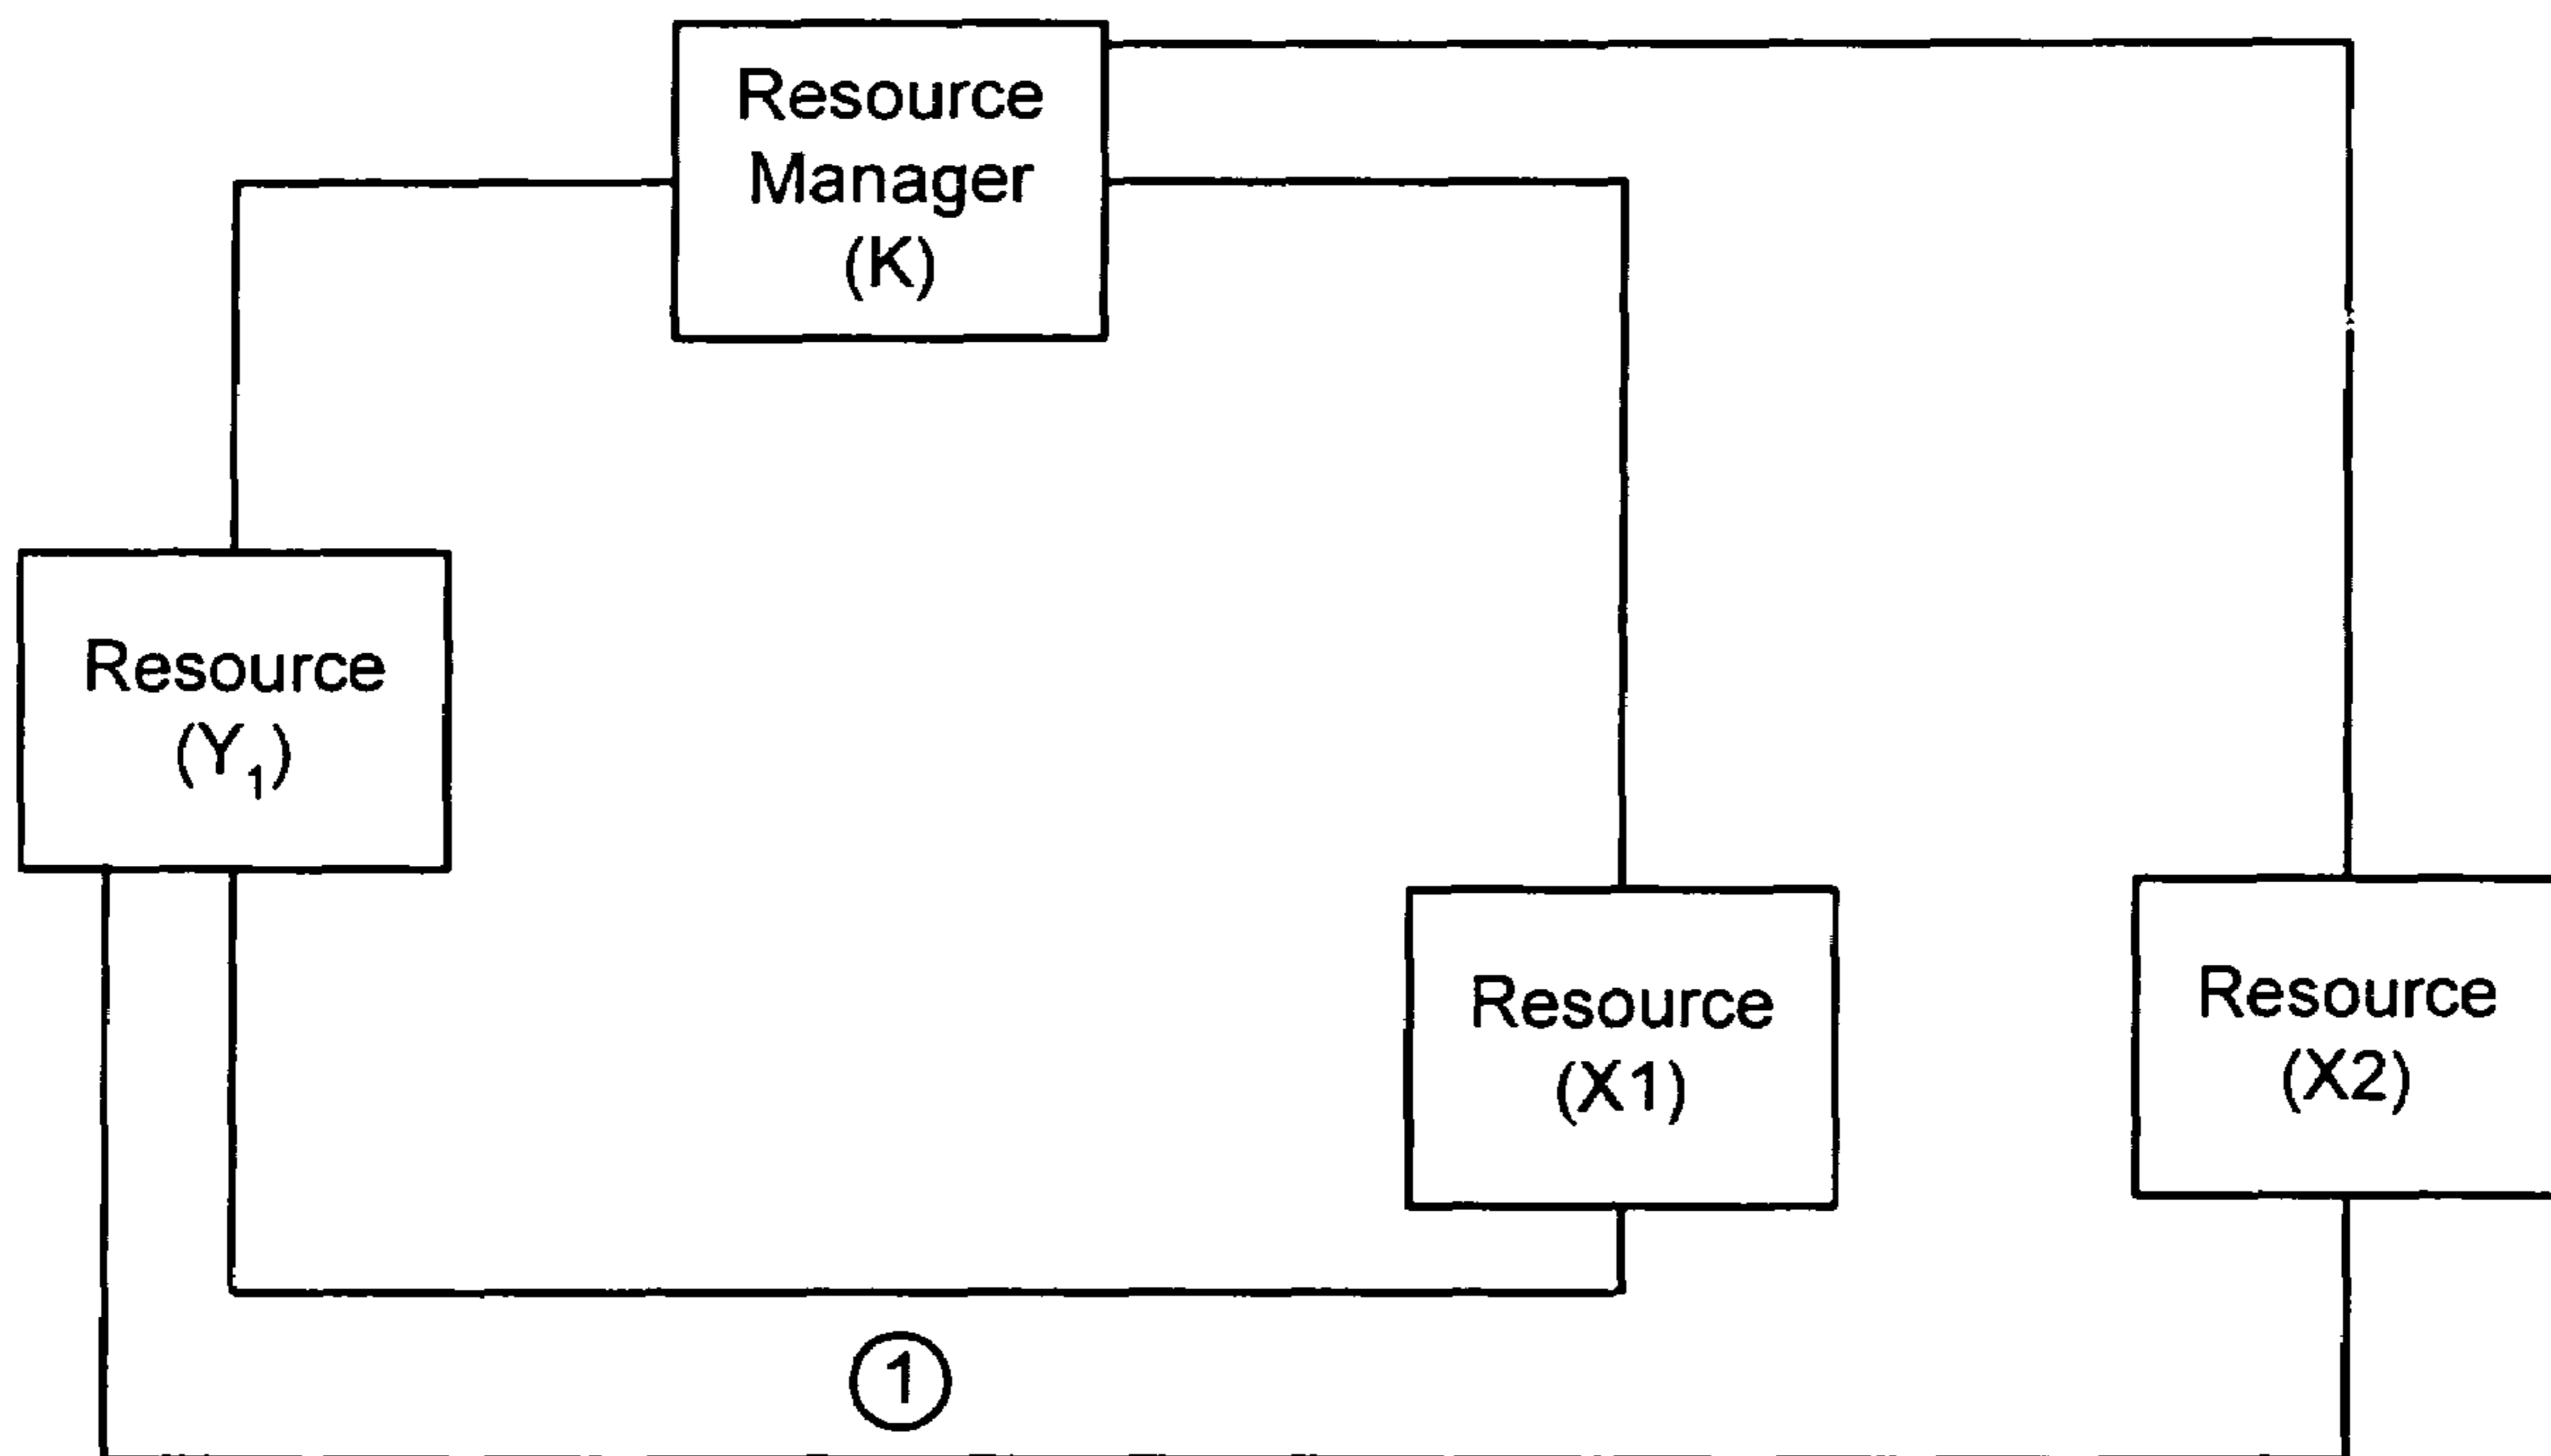 Resource
Manager
(K)
Resource
(Y₁)
Resource
(X1)
Resource
(X2)
1